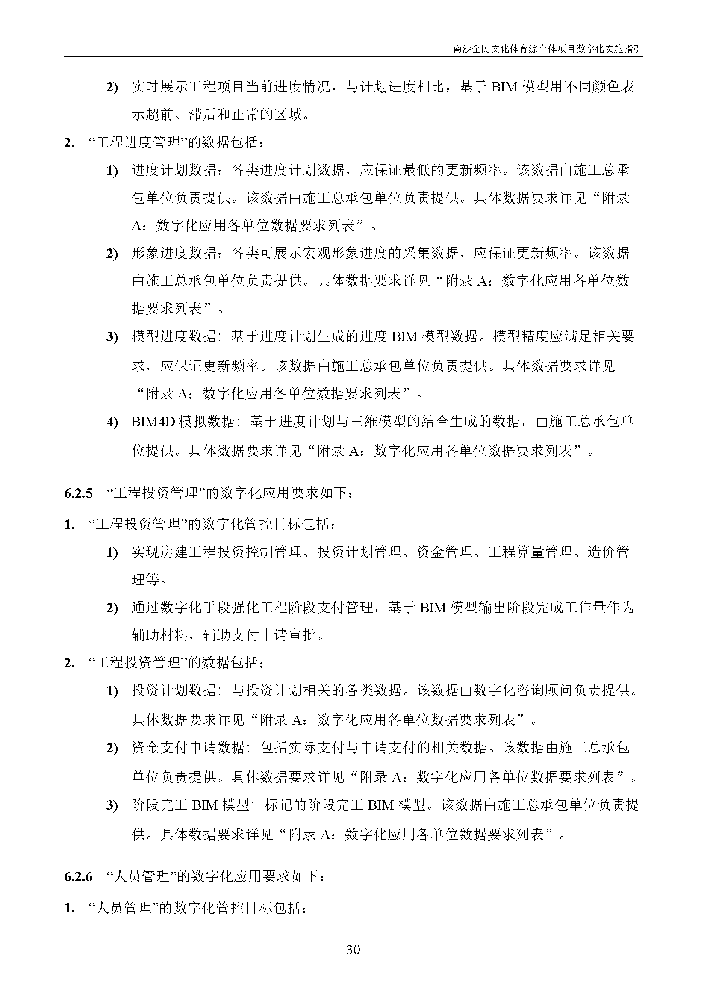 南沙全民文化体育综合体项目数字化实施指引
2) 实时展示工程项目当前进度情况，与计划进度相比，基于 BIM 模型用不同颜色表
示超前、滞后和正常的区域。
2. “工程进度管理”的数据包括：
1) 进度计划数据：各类进度计划数据，应保证最低的更新频率。该数据由施工总承
包单位负责提供。该数据由施工总承包单位负责提供。具体数据要求详见“附录
A：数字化应用各单位数据要求列表”。
2) 形象进度数据：各类可展示宏观形象进度的采集数据，应保证更新频率。该数据
由施工总承包单位负责提供。具体数据要求详见“附录 A：数字化应用各单位数
据要求列表”。
3) 模型进度数据：基于进度计划生成的进度 BIM 模型数据。模型精度应满足相关要
求，应保证更新频率。该数据由施工总承包单位负责提供。具体数据要求详见
“附录 A：数字化应用各单位数据要求列表”。
4) BIM4D 模拟数据：基于进度计划与三维模型的结合生成的数据，由施工总承包单
位提供。具体数据要求详见“附录 A：数字化应用各单位数据要求列表”。
6.2.5 “工程投资管理”的数字化应用要求如下：
1. “工程投资管理”的数字化管控目标包括：
1) 实现房建工程投资控制管理、投资计划管理、资金管理、工程算量管理、造价管
理等。
2) 通过数字化手段强化工程阶段支付管理，基于 BIM 模型输出阶段完成工作量作为
辅助材料，辅助支付申请审批。
2. “工程投资管理”的数据包括：
1) 投资计划数据：与投资计划相关的各类数据。该数据由数字化咨询顾问负责提供。
具体数据要求详见“附录 A：数字化应用各单位数据要求列表”。
2) 资金支付申请数据：包括实际支付与申请支付的相关数据。该数据由施工总承包
单位负责提供。具体数据要求详见“附录 A：数字化应用各单位数据要求列表”。
3) 阶段完工 BIM 模型：标记的阶段完工 BIM 模型。该数据由施工总承包单位负责提
供。具体数据要求详见“附录 A：数字化应用各单位数据要求列表”。
6.2.6 “人员管理”的数字化应用要求如下：
1. “人员管理”的数字化管控目标包括：
30